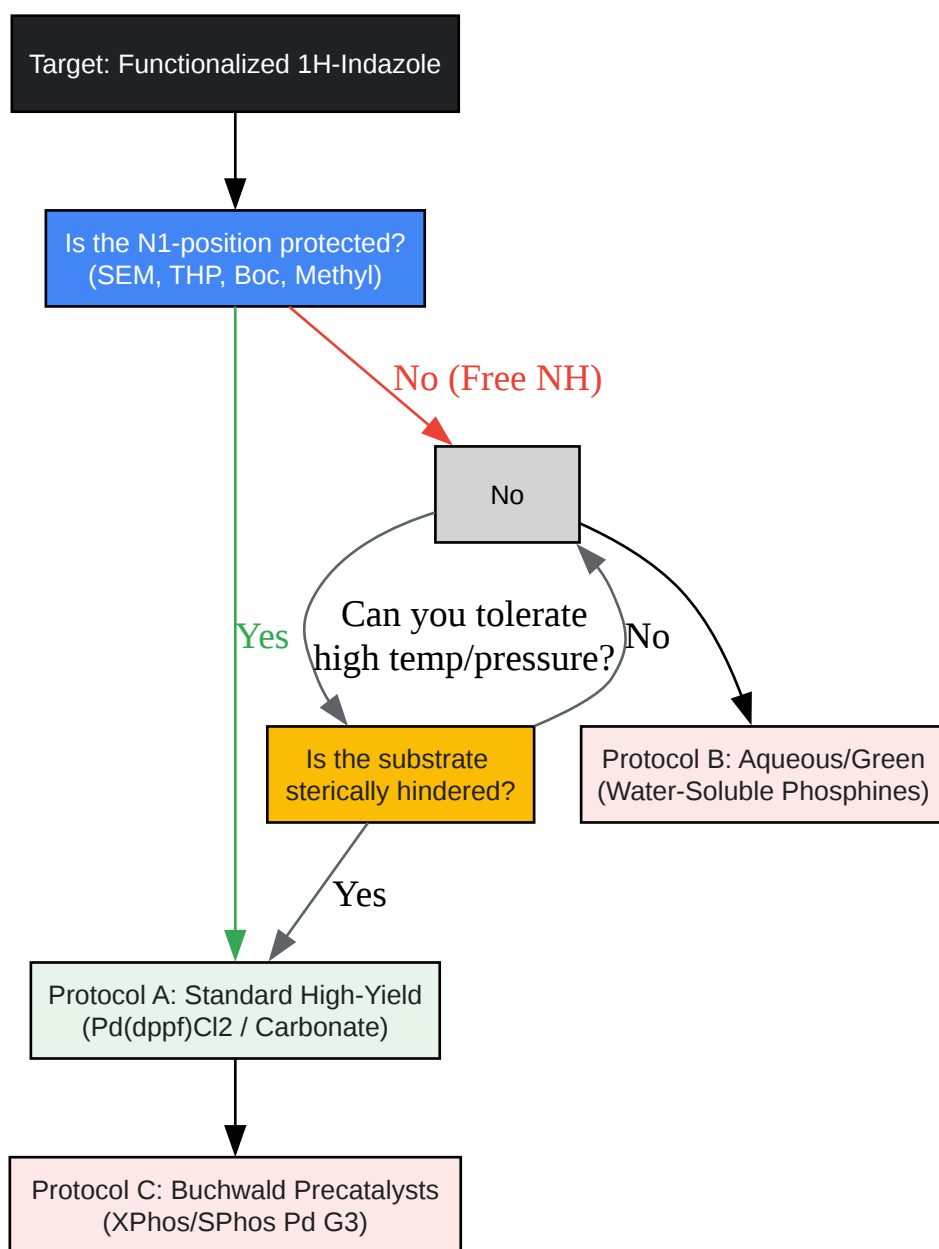 Target: Functionalized 1H-Indazole
Is the N1-position protected?
(SEM, THP, Boc, Methyl)
No (Free NH)
No
Can you tolerate
high temp/pressure?
Yes
No
Is the substrate
sterically hindered?
Protocol B: Aqueous/Green
(Water-Soluble Phosphines)
Yes
Protocol A: Standard High-Yield
(Pd(dppf)Cl2 / Carbonate)
Protocol C: Buchwald Precatalysts
(XPhos/SPhos Pd G3)